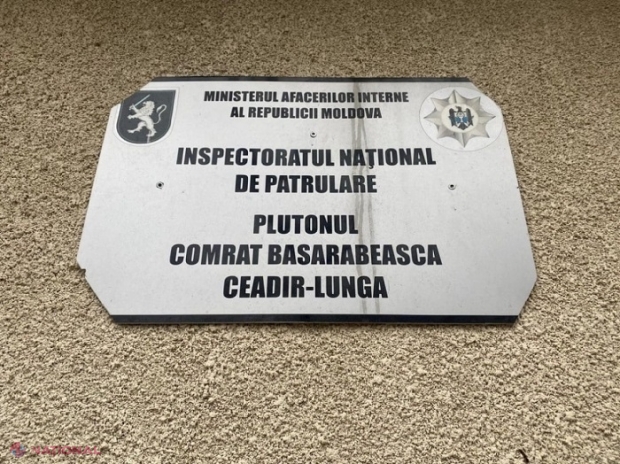 MINISTERUL AFACERILOR INTERNE
AL REPUBLICII MOLDOVA
INSPECTORATUL NAȚIONAL
DE PATRULARE
PLUTONUL
COMRAT BASARABEASCA
CEADIR-LUNGA